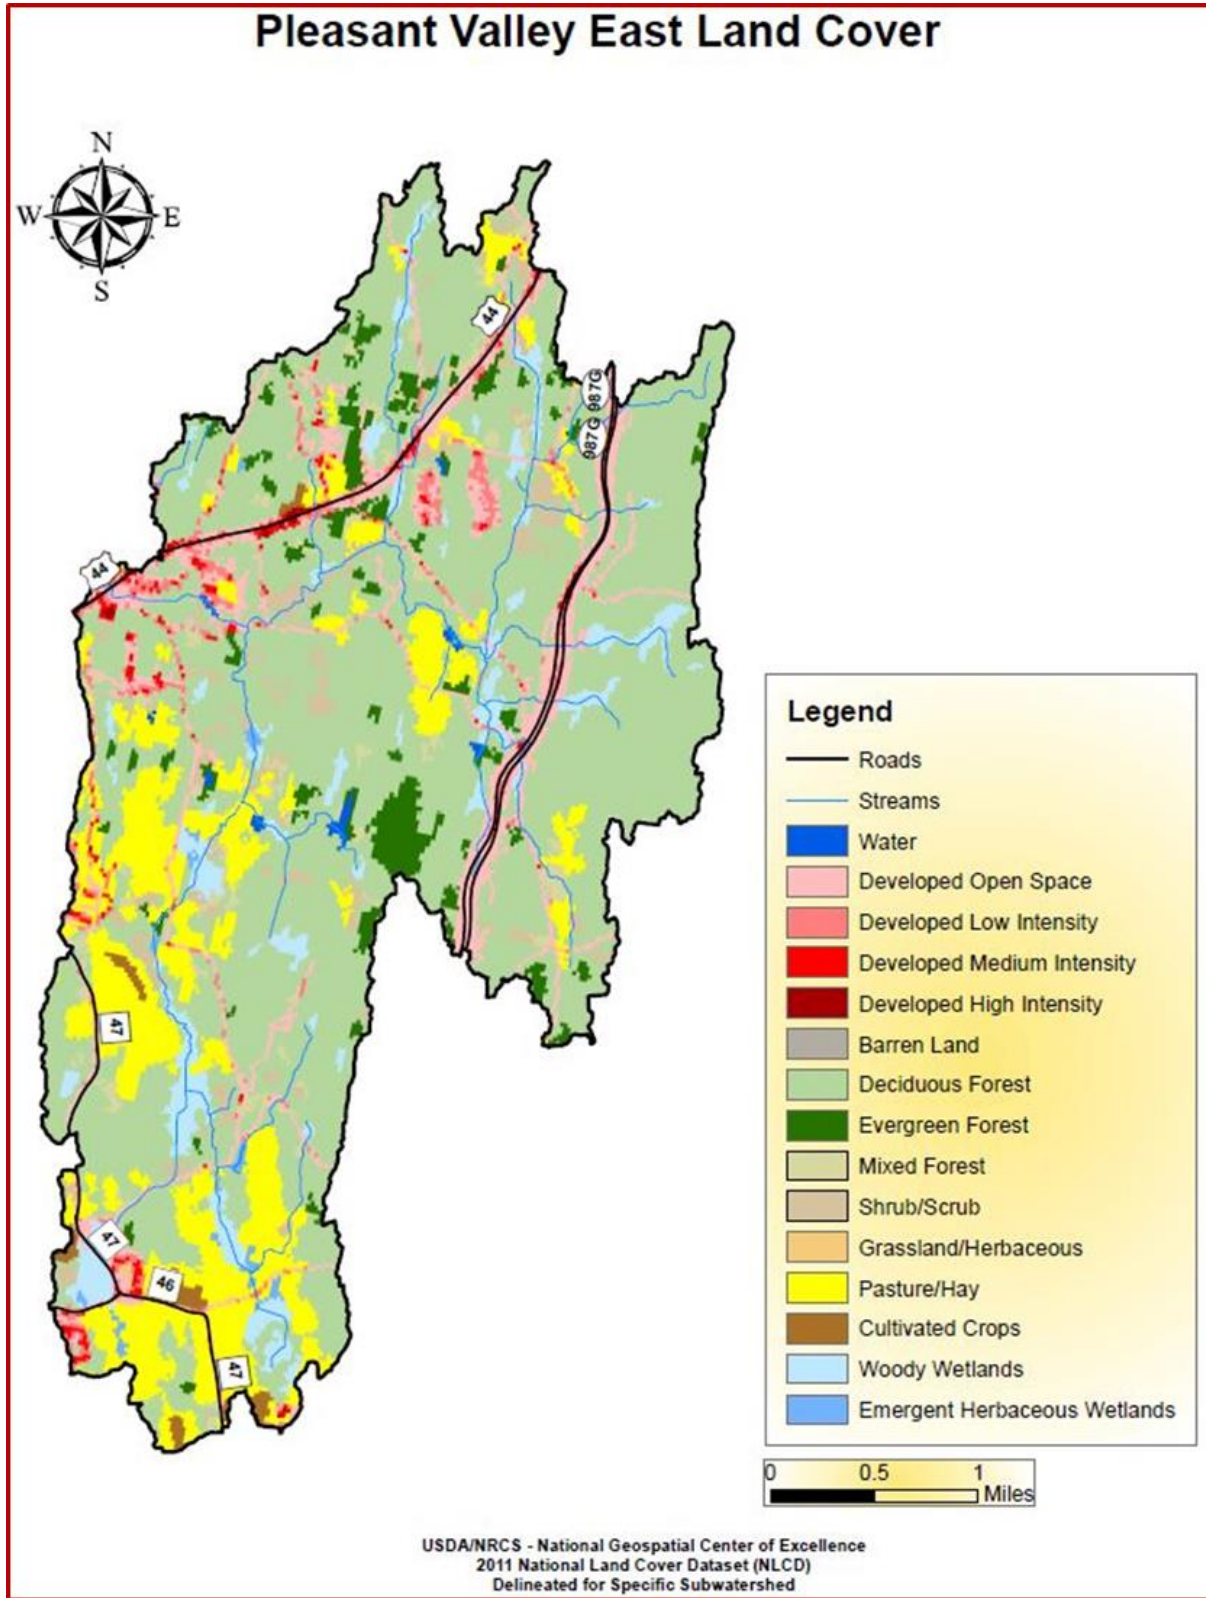 Pleasant Valley East Land Cover
N
W
E
S
44
987G
987G
44
47
47
46
47
Legend
Roads
Streams
Water
Developed Open Space
Developed Low Intensity
Developed Medium Intensity
Developed High Intensity
Barren Land
Deciduous Forest
Evergreen Forest
Mixed Forest
Shrub/Scrub
Grassland/Herbaceous
Pasture/Hay
Cultivated Crops
Woody Wetlands
Emergent Herbaceous Wetlands
0 0.5 1
Miles
USDA/NRCS - National Geospatial Center of Excellence
2011 National Land Cover Dataset (NLCD)
Delineated for Specific Subwatershed